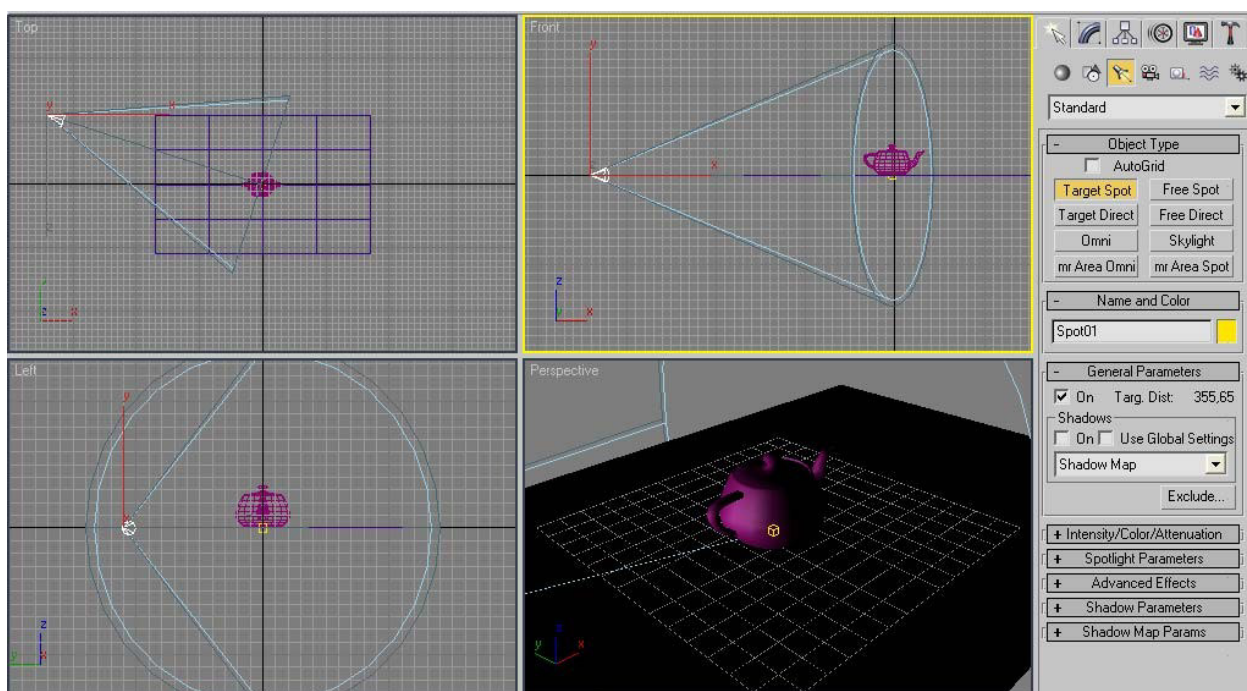 Top
y
x
z
y
z
x
Front
y
x
z
z
y
x
Standard
- Object Type
AutoGrid
Target Spot Free Spot
Target Direct Free Direct
Omni Skylight
mr Area Omni mr Area Spot
- Name and Color
Spot01
- General Parameters
On Targ. Dist: 355,65
Shadows
On Use Global Settings
Shadow Map
Exclude...
+ Intensity/Color/Attenuation
+ Spotlight Parameters
+ Advanced Effects
+ Shadow Parameters
+ Shadow Map Params
Left
y
x
z
y
x
Perspective
z
y
x